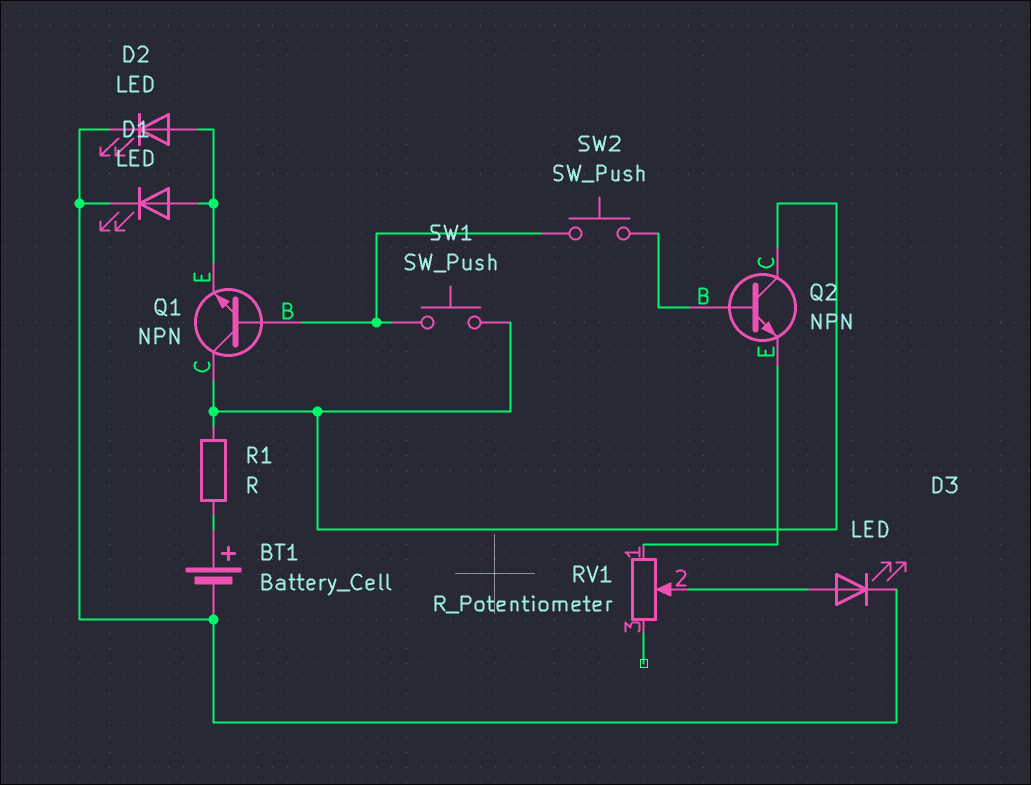 D2
LED
D1
LED
SW2
SW_Push
SW1
SW_Push
E
Q1
NPN
B
C
C
B
Q2
NPN
E
R1
R
D3
LED
BT1
Battery_Cell
+
1
RV1
2
R_Potentiometer
3